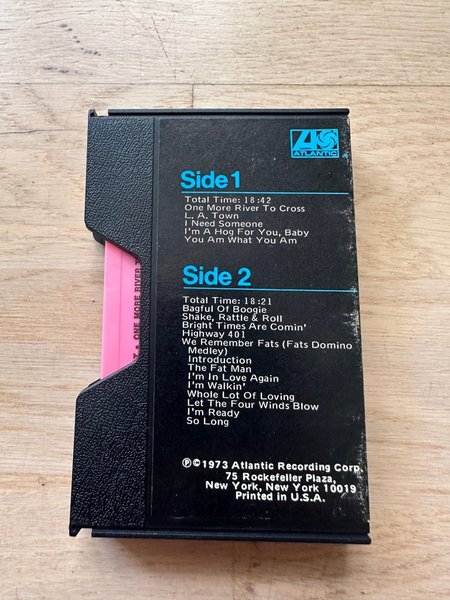 ATLANTIC
Side 1
Total Time: 18:42
One More River To Cross
L. A. Town
I Need Someone
I'm A Hog For You, Baby
You Am What You Am
Side 2
Total Time: 18:21
Bagful Of Boogie
Shake, Rattle & Roll
Bright Times Are Comin'
Highway 401
We Remember Fats (Fats Domino
Medley)
Introduction
The Fat Man
I'm In Love Again
I'm Walkin'
Whole Lot Of Loving
Let The Four Winds Blow
I'm Ready
So Long
℗©1973 Atlantic Recording Corp.
75 Rockefeller Plaza,
New York, New York 10019
Printed in U.S.A.
ONE MORE RIVER